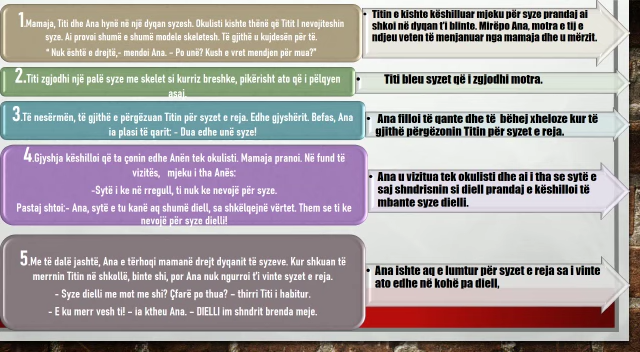 1.Mamaja, Titi dhe Ana hynë në një dyqan syzesh. Okulisti kishte thënë që Titit I nevojiteshin
syze. Ai provoi shumë e shumë modele skeletesh. Të gjithë u kujdesën për të.
" Nuk është e drejtë,- mendoi Ana. – Po unë? Kush e vret mendjen për mua?"
• Titin e kishte këshilluar mjeku për syze prandaj ai
shkoi në dyqan t'i blinte. Mirëpo Ana, motra e tij e
ndjeu veten të menjanuar nga mamaja dhe u mërzit.
2.Titi zgjodhi një palë syze me skelet si kurriz breshke, pikërisht ato që i pëlqyen
asaj.
• Titi bleu syzet që i zgjodhi motra.
3.Të nesërmën, të gjithë e përgëzuan Titin për syzet e reja. Edhe gjyshërit. Befas, Ana
ia plasi të qarit: - Dua edhe unë syze!
• Ana filloi të qante dhe të bëhej xheloze kur të
gjithë përgëzonin Titin për syzet e reja.
4.Gjyshja këshilloi që ta çonin edhe Anën tek okulisti. Mamaja pranoi. Në fund të
vizitës, mjeku i tha Anës:
-Sytë i ke në rregull, ti nuk ke nevojë për syze.
Pastaj shtoi:- Ana, sytë e tu kanë aq shumë diell, sa shkëlqejnë vërtet. Them se ti ke
nevojë për syze dielli!
• Ana u vizitua tek okulisti dhe ai i tha se sytë e
saj shndrisnin si diell prandaj e këshilloi të
mbante syze dielli.
5.Me të dalë jashtë, Ana e tërhoqi mamanë drejt dyqanit të syzeve. Kur shkuan të
merrnin Titin në shkollë, binte shi, por Ana nuk ngurroi t'i vinte syzet e reja.
– Syze dielli me mot me shi? Çfarë po thua? – thirri Titi i habitur.
- E ku merr vesh ti! – ia ktheu Ana. – DIELLI im shndrit brenda meje.
• Ana ishte aq e lumtur për syzet e reja sa i vinte
ato edhe në kohë pa diell,